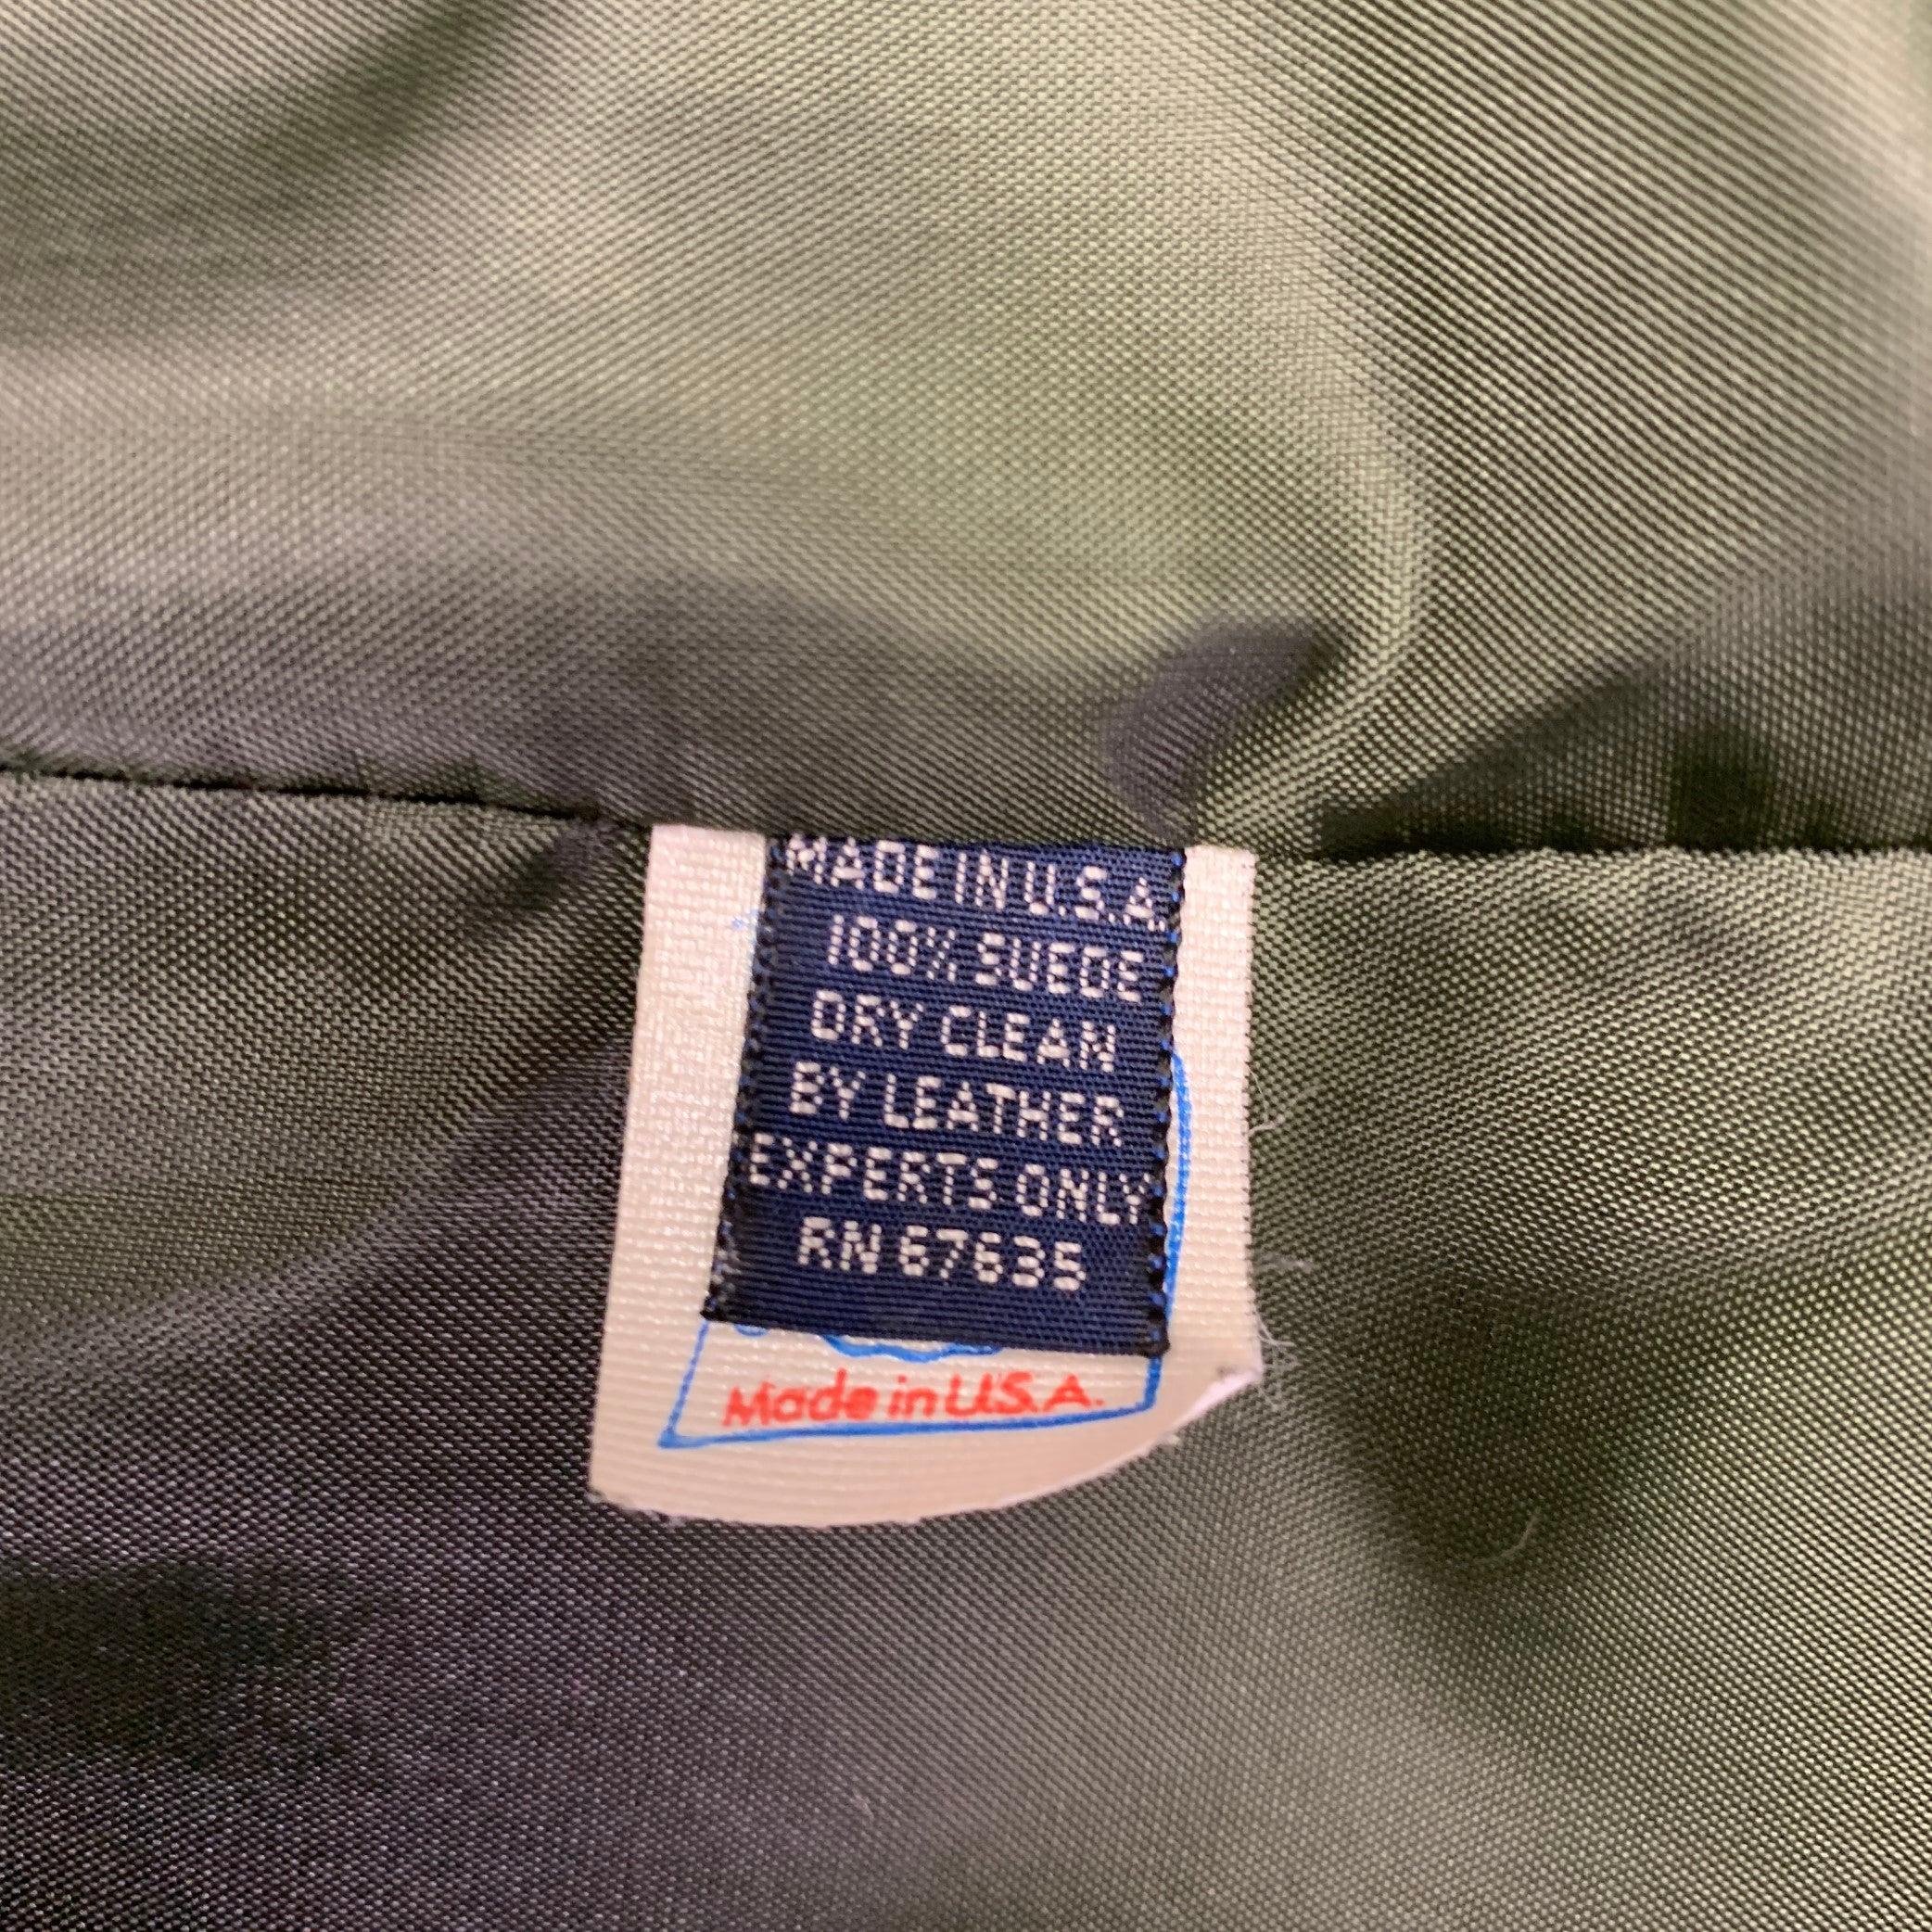 MADE IN U.S.A.
100% SUEDE
DRY CLEAN
BY LEATHER
EXPERTS ONLY
RN 67635
Made in U.S.A.